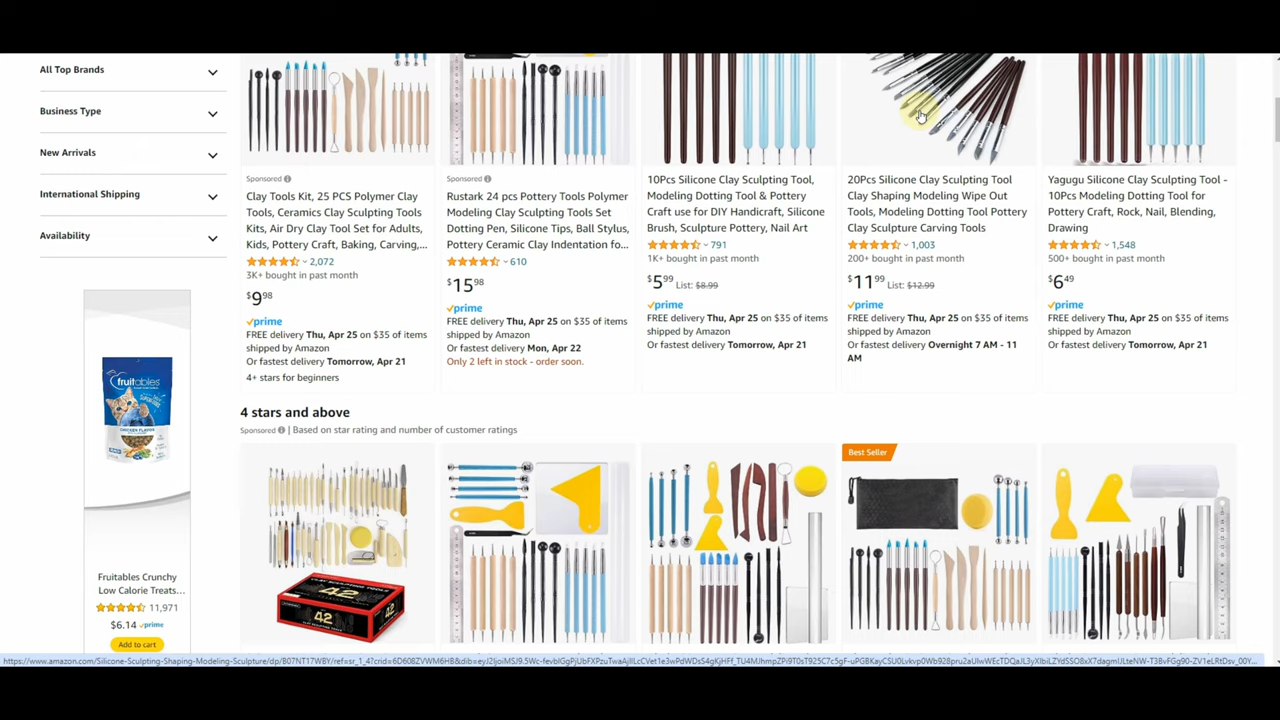 All Top Brands
Business Type
New Arrivals
International Shipping
Availability
Sponsored
Clay Tools Kit, 25 PCS Polymer Clay
Tools, Ceramics Clay Sculpting Tools
Kits, Air Dry Clay Tool Set for Adults,
Kids, Pottery Craft, Baking, Carving,...
2,072
3K+ bought in past month
$9 98
prime
FREE delivery Thu, Apr 25 on $35 of items
shipped by Amazon
Or fastest delivery Tomorrow, Apr 21
4+ stars for beginners
Sponsored
Rustark 24 pcs Pottery Tools Polymer
Modeling Clay Sculpting Tools Set
Dotting Pen, Silicone Tips, Ball Stylus,
Pottery Ceramic Clay Indentation fo...
610
$15 98
prime
FREE delivery Thu, Apr 25 on $35 of items
shipped by Amazon
Or fastest delivery Mon, Apr 22
Only 2 left in stock - order soon.
10Pcs Silicone Clay Sculpting Tool,
Modeling Dotting Tool & Pottery
Craft use for DIY Handicraft, Silicone
Brush, Sculpture Pottery, Nail Art
791
1K+ bought in past month
$5 99 List: $8.99
prime
FREE delivery Thu, Apr 25 on $35 of items
shipped by Amazon
Or fastest delivery Tomorrow, Apr 21
20Pcs Silicone Clay Sculpting Tool
Clay Shaping Modeling Wipe Out
Tools, Modeling Dotting Tool Pottery
Clay Sculpture Carving Tools
1,003
200+ bought in past month
$11 99 List: $12.99
prime
FREE delivery Thu, Apr 25 on $35 of items
shipped by Amazon
Or fastest delivery Overnight 7 AM - 11
AM
Yagugu Silicone Clay Sculpting Tool -
10Pcs Modeling Dotting Tool for
Pottery Craft, Rock, Nail, Blending,
Drawing
1,548
500+ bought in past month
$6 49
prime
FREE delivery Thu, Apr 25 on $35 of items
shipped by Amazon
Or fastest delivery Tomorrow, Apr 21
4 stars and above
Sponsored | Based on star rating and number of customer ratings
Best Seller
42
42
fruitables
Fruitables Crunchy
Low Calorie Treats...
11,971
$6.14 prime
Add to cart